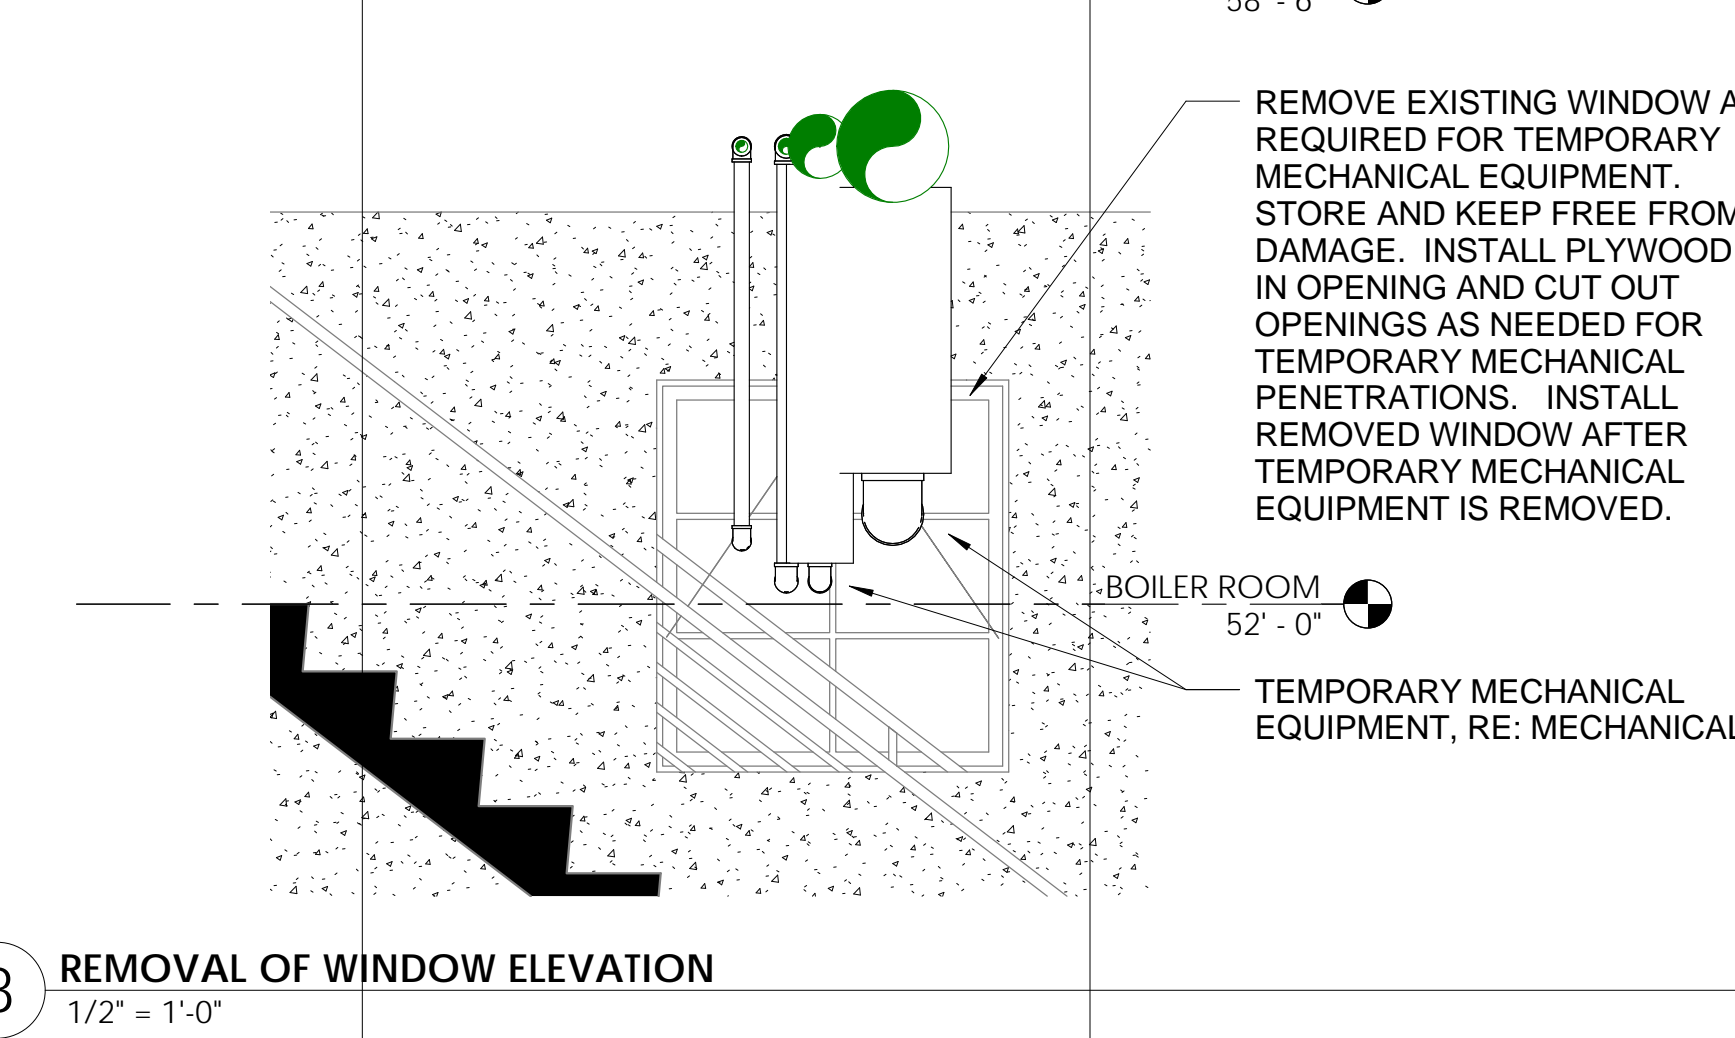 58' - 6"
REMOVE EXISTING WINDOW A
REQUIRED FOR TEMPORARY
MECHANICAL EQUIPMENT.
STORE AND KEEP FREE FROM
DAMAGE.  INSTALL PLYWOOD
IN OPENING AND CUT OUT
OPENINGS AS NEEDED FOR
TEMPORARY MECHANICAL
PENETRATIONS.   INSTALL
REMOVED WINDOW AFTER
TEMPORARY MECHANICAL
EQUIPMENT IS REMOVED.
BOILER ROOM
52' - 0"
TEMPORARY MECHANICAL
EQUIPMENT, RE: MECHANICAL
REMOVAL OF WINDOW ELEVATION
1/2" = 1'-0"